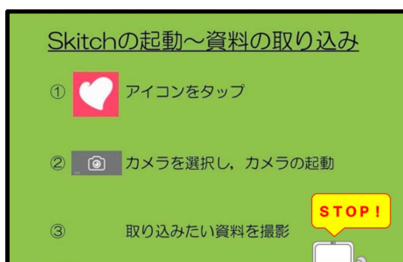 Skitchの起動～資料の取り込み
① アイコンをタップ
② カメラを選択し，カメラの起動
STOP！
③ 取り込みたい資料を撮影